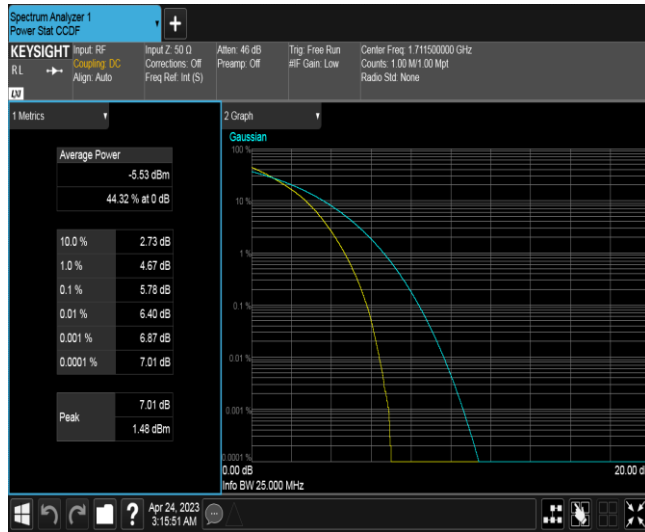 Spectrum Analyzer 1
Power Stat CCDF
+
KEYSIGHT
RL
LXI
Input: RF
Coupling: DC
Align: Auto
Input Z: 50 Ω
Corrections: Off
Freq Ref: Int (S)
Atten: 46 dB
Preamp: Off
Trig: Free Run
#IF Gain: Low
Center Freq: 1.711500000 GHz
Counts: 1.00 M/1.00 Mpt
Radio Std: None
1 Metrics
Average Power
-5.53 dBm
44.32 % at 0 dB
10.0 % 2.73 dB
1.0 % 4.67 dB
0.1 % 5.78 dB
0.01 % 6.40 dB
0.001 % 6.87 dB
0.0001 % 7.01 dB
Peak
7.01 dB
1.48 dBm
2 Graph
Gaussian
100 %
10 %
1 %
0.1 %
0.01 %
0.001 %
0.0001 %
0.00 dB
20.00 d
Info BW 25.000 MHz
?
Apr 24, 2023
3:15:51 AM